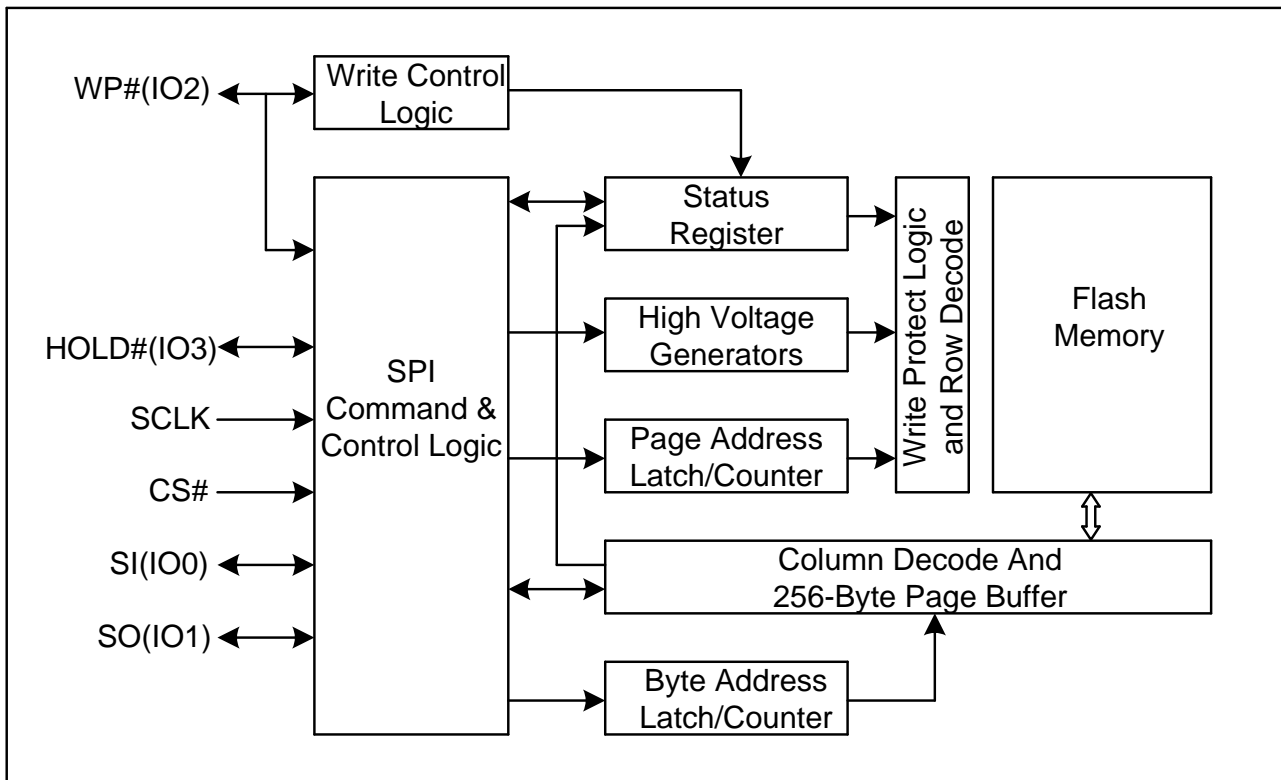 WP#(IO2)
Write Control
Logic
Status
Register
Write Protect Logic
and Row Decode
Flash
Memory
High Voltage
Generators
HOLD#(IO3)
SPI
Command &
Control Logic
SCLK
Page Address
Latch/Counter
CS#
SI(IO0)
Column Decode And
256-Byte Page Buffer
SO(IO1)
Byte Address
Latch/Counter